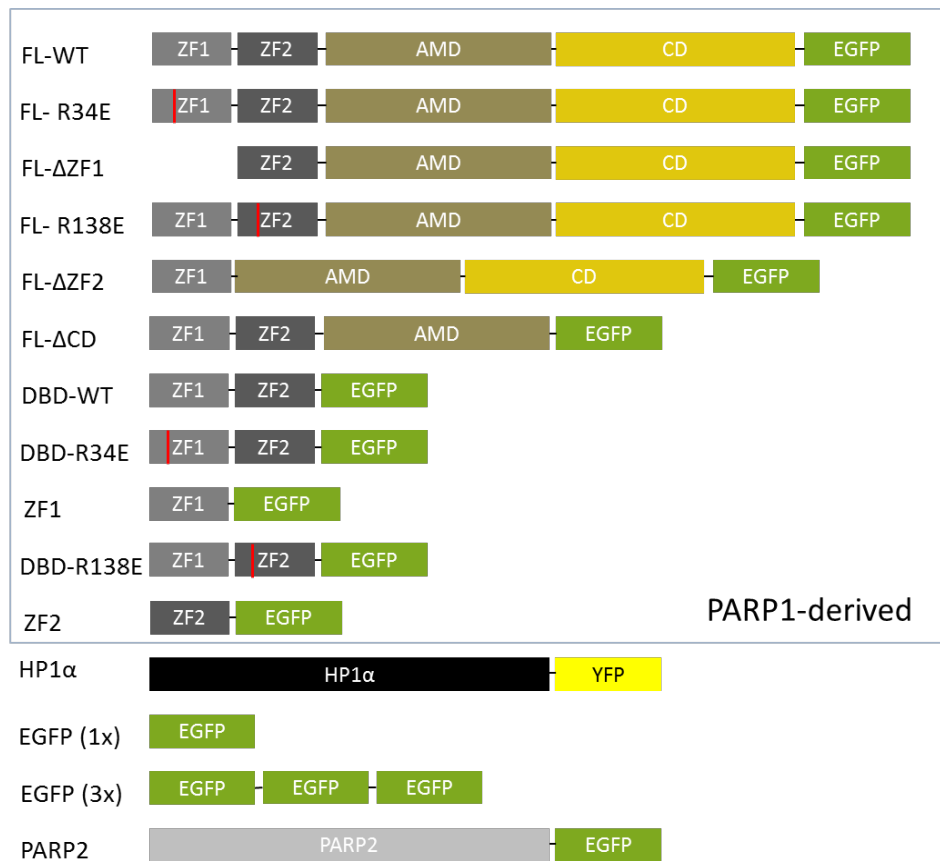 FL-WT ZF1 ZF2 AMD CD EGFP
FL- R34E ZF1 ZF2 AMD CD EGFP
FL-ΔZF1 ZF2 AMD CD EGFP
FL- R138E ZF1 ZF2 AMD CD EGFP
FL-ΔZF2 ZF1 AMD CD EGFP
FL-ΔCD ZF1 ZF2 AMD EGFP
DBD-WT ZF1 ZF2 EGFP
DBD-R34E ZF1 ZF2 EGFP
ZF1 ZF1 EGFP
DBD-R138E ZF1 ZF2 EGFP
ZF2 ZF2 EGFP
PARP1-derived
HP1α HP1α YFP
EGFP (1x) EGFP
EGFP (3x) EGFP EGFP EGFP
PARP2 PARP2 EGFP